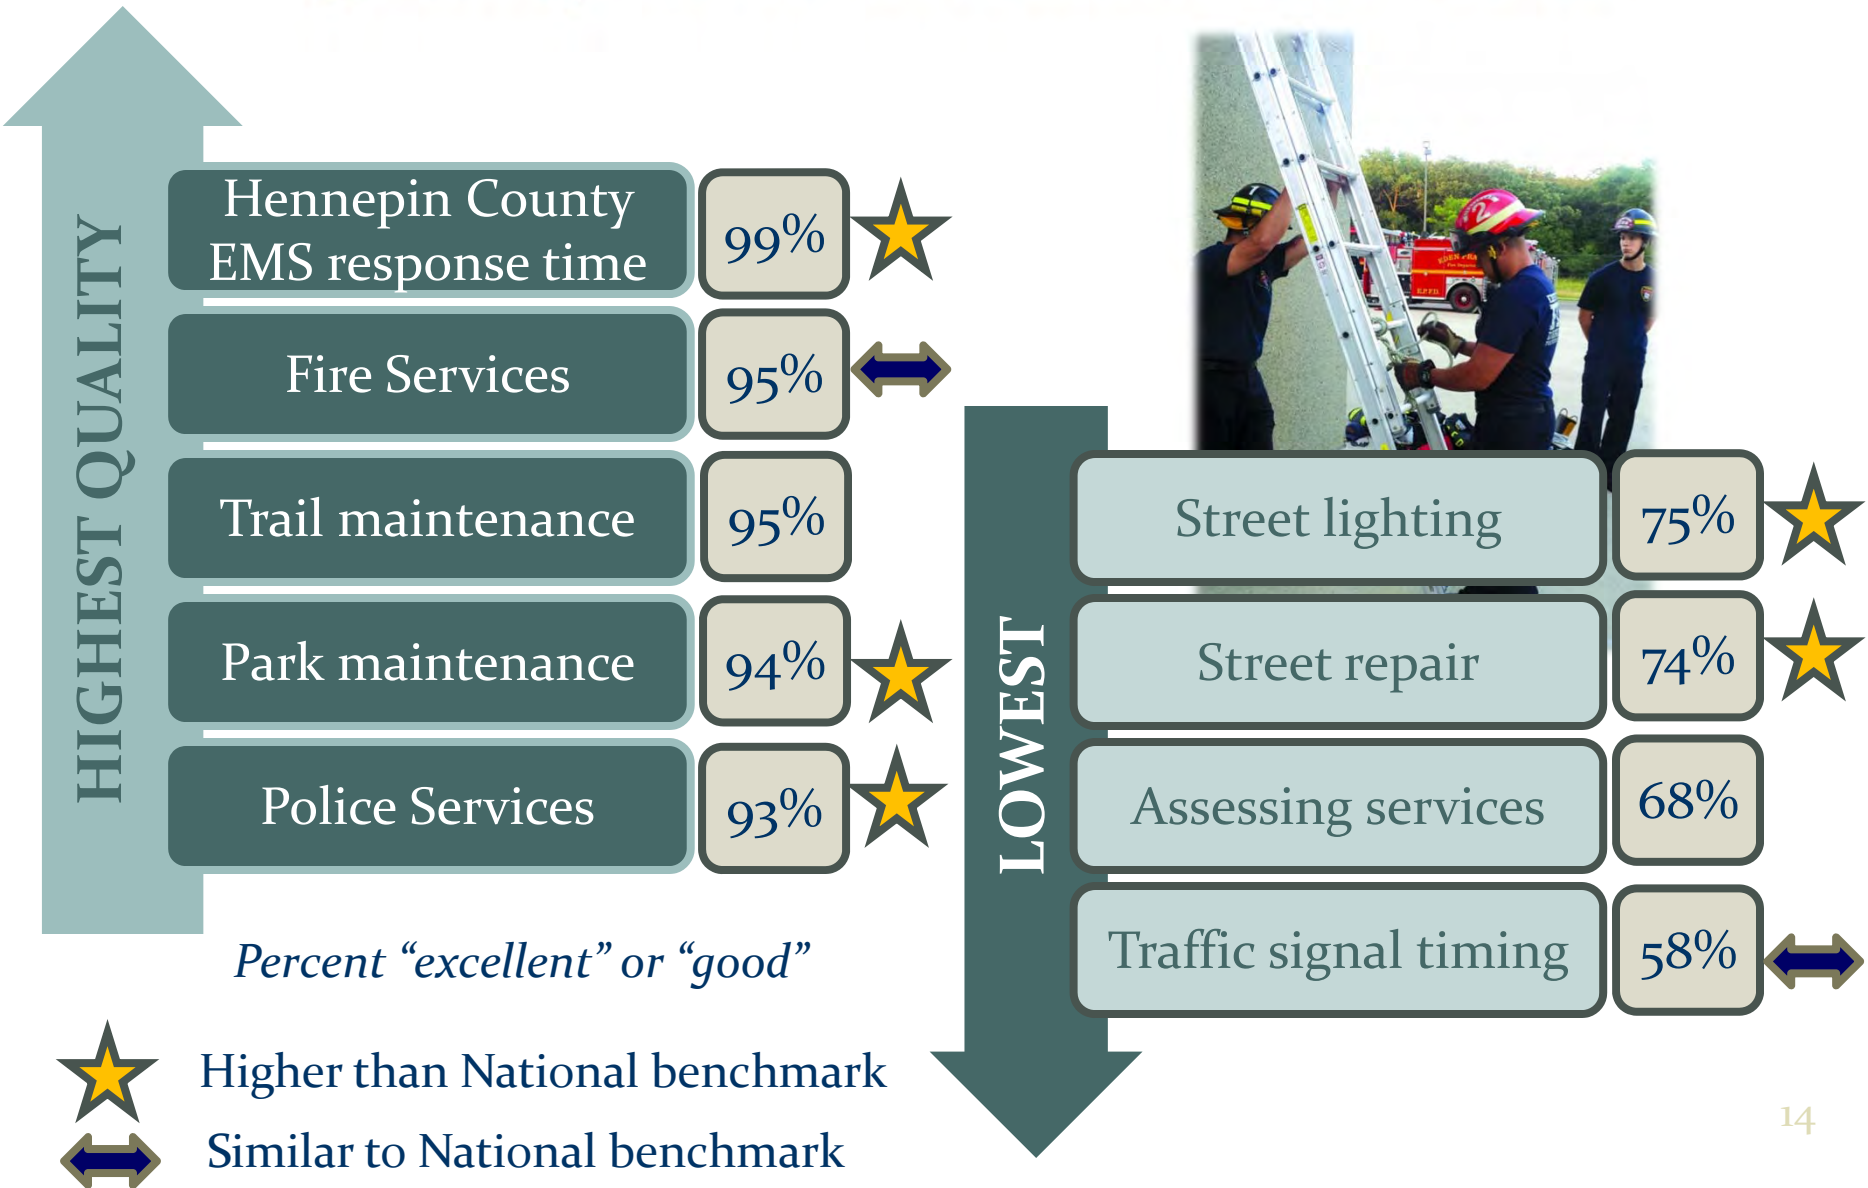 HIGHEST QUALITY
Hennepin County
EMS response time
99%
Fire Services
95%
Trail maintenance
95%
Park maintenance
94%
Police Services
93%
Percent “excellent” or “good”
Higher than National benchmark
Similar to National benchmark
LOWEST
Street lighting
75%
Street repair
74%
Assessing services
68%
Traffic signal timing
58%
1
2
E.P.F.D.
14